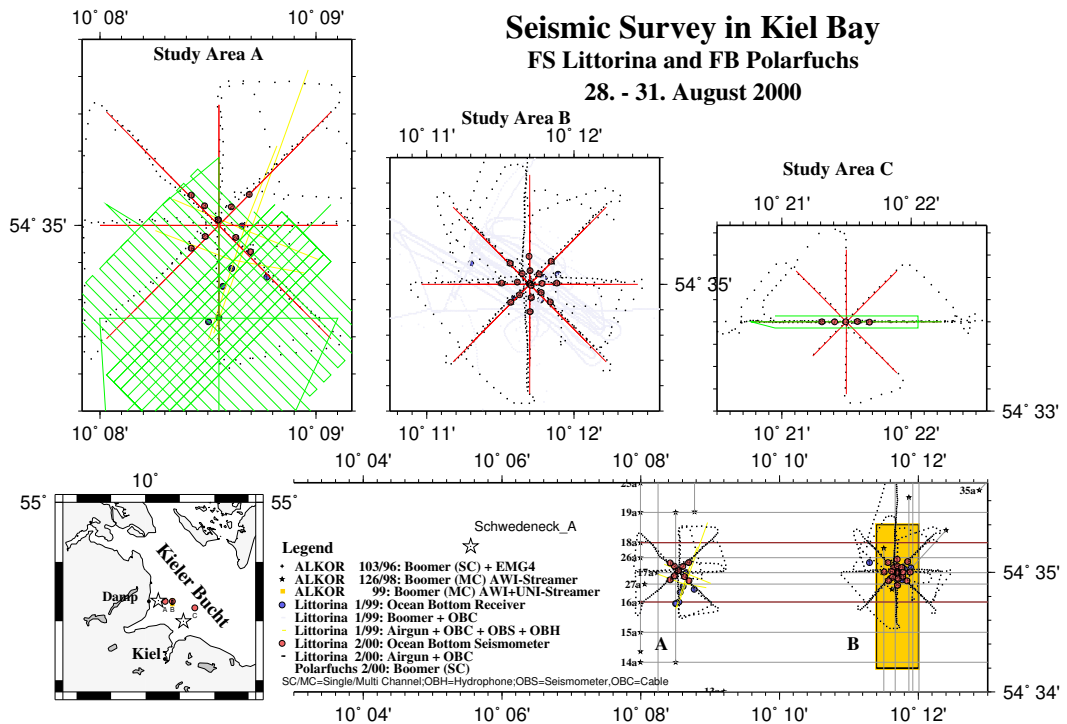 Seismic Survey in Kiel Bay
FS Littorina and FB Polarfuchs
28. - 31. August 2000
10° 08' 10° 09'
Study Area A
54° 35'
10° 08' 10° 09'
Study Area B
10° 11' 10° 12'
54° 35'
10° 11' 10° 12'
Study Area C
10° 21' 10° 22'
54° 33'
10° 21' 10° 22'
10°
55° 55°
Kieler Bucht
Damp
A B C
Kiel
10° 04' 10° 06' 10° 08' 10° 10' 10° 12'
Schwedeneck_A
Legend
ALKOR 103/96: Boomer (SC) + EMG4
ALKOR 126/98: Boomer (MC) AWI-Streamer
ALKOR 99: Boomer (MC) AWI+UNI-Streamer
Littorina 1/99: Ocean Bottom Receiver
Littorina 1/99: Boomer + OBC
Littorina 1/99: Airgun + OBC + OBS + OBH
Littorina 2/00: Ocean Bottom Seismometer
Littorina 2/00: Airgun + OBC
Polarfuchs 2/00: Boomer (SC)
SC/MC=Single/Multi Channel;OBH=Hydrophone;OBS=Seismometer,OBC=Cable
35a
19a
18a
26a
17a
27a
16a
15a
14a
A B
54° 35'
54° 34'
10° 04' 10° 06' 10° 08' 10° 10' 10° 12'